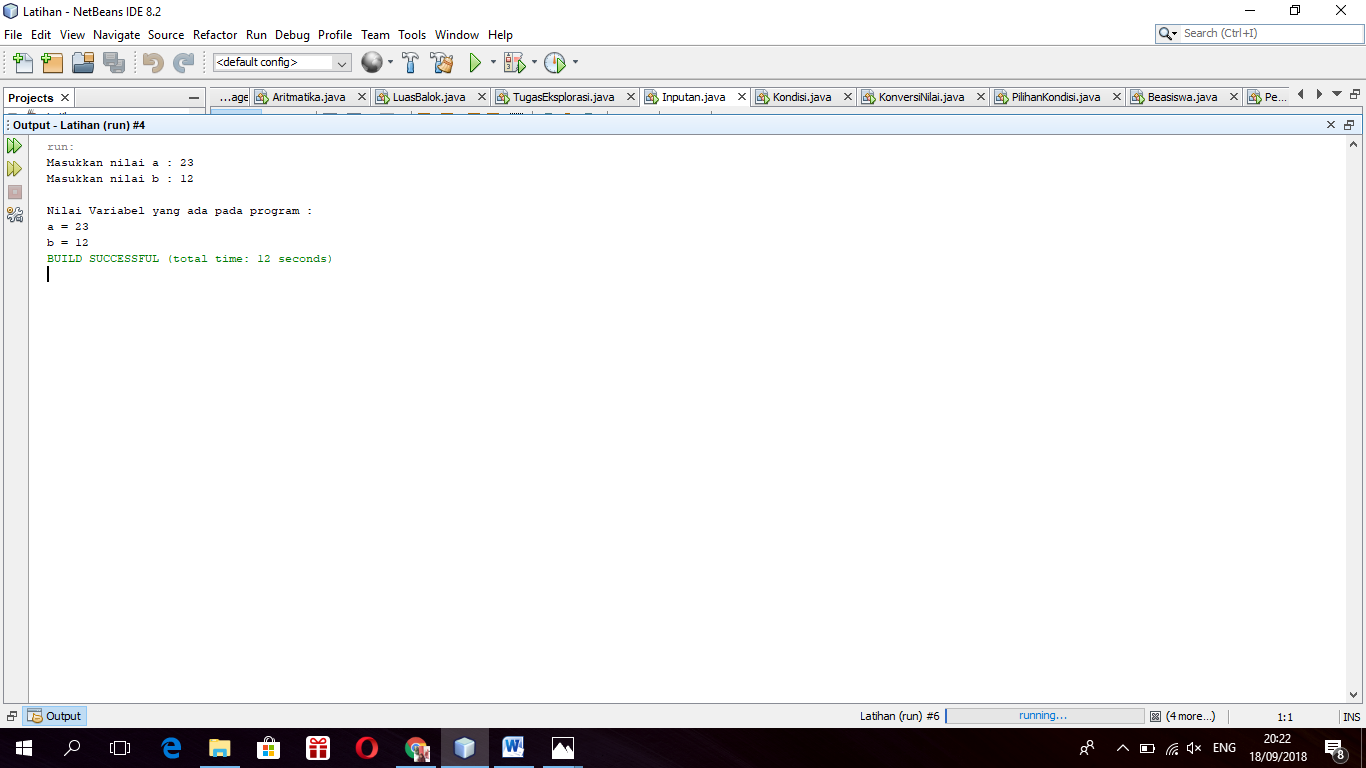 Latihan - NetBeans IDE 8.2
File Edit View Navigate Source Refactor Run Debug Profile Team Tools Window Help
Search (Ctrl+I)
<default config>
Projects
...age Aritmatika.java LuasBalok.java TugasEksplorasi.java Inputan.java Kondisi.java KonversiNilai.java PilihanKondisi.java Beasiswa.java Pe...
Output - Latihan (run) #4
run:
Masukkan nilai a : 23
Masukkan nilai b : 12
Nilai Variabel yang ada pada program :
a = 23
b = 12
BUILD SUCCESSFUL (total time: 12 seconds)
Output
Latihan (run) #6 running... (4 more...) 1:1 INS
ENG
20:22
18/09/2018
8